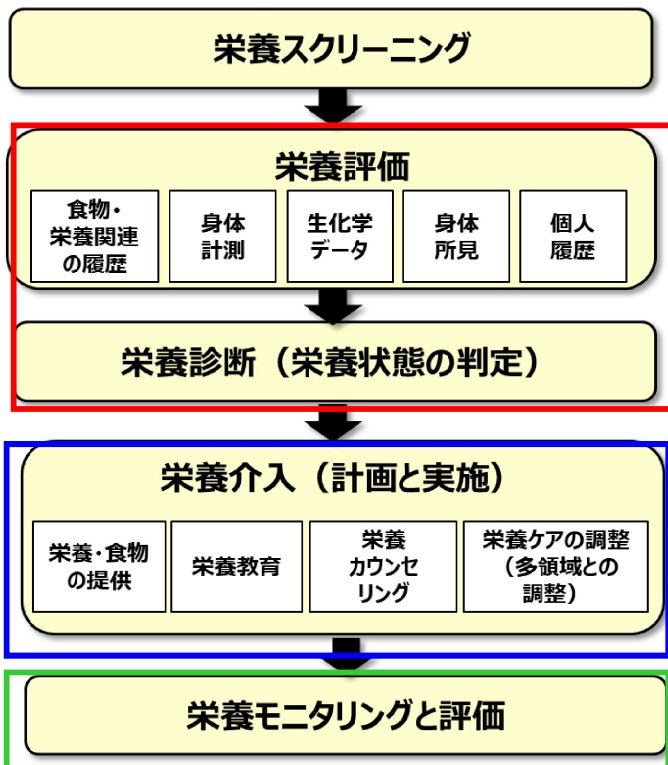 栄養スクリーニング
栄養評価
食物・
栄養関連
の履歴
身体
計測
生化学
データ
身体
所見
個人
履歴
栄養診断（栄養状態の判定）
栄養介入（計画と実施）
栄養・食物
の提供
栄養教育
栄養
カウンセ
リング
栄養ケアの調整
（多領域との
調整）
栄養モニタリングと評価